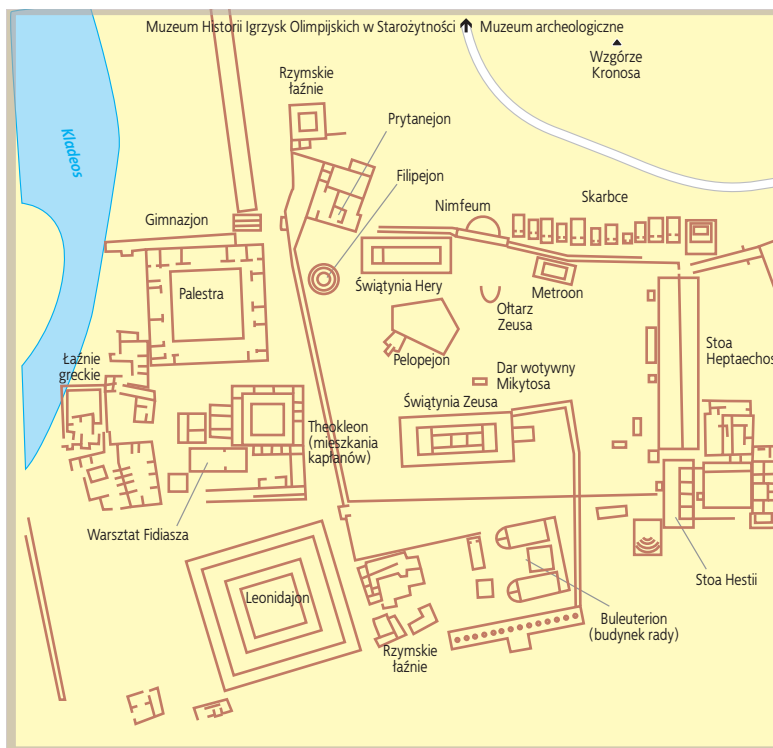 Muzeum Historii Igrzysk Olimpijskich w Starożytności
Muzeum archeologiczne
Wzgórze
Kronosa
Rzymskie
łaźnie
Prytanejon
Filipejon
Kladeos
Gimnazjon
Nimfeum
Skarbce
Palestra
Świątynia Hery
Metroon
Ołtarz
Zeusa
Pelopejon
Stoa
Heptaechos
Łaźnie
greckie
Dar wotywny
Mikytosa
Świątynia Zeusa
Theokleon
(mieszkania
kapłanów)
Warsztat Fidiasza
Stoa Hestii
Leonidajon
Buleuterion
(budynek rady)
Rzymskie
łaźnie